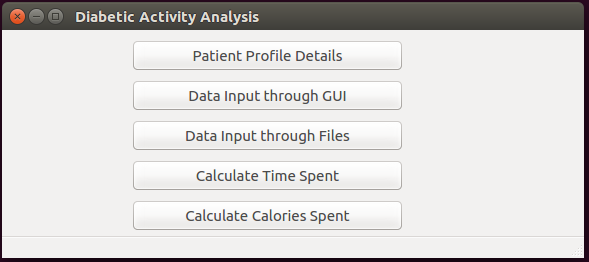 Diabetic Activity Analysis
Patient Profile Details
Data Input through GUI
Data Input through Files
Calculate Time Spent
Calculate Calories Spent